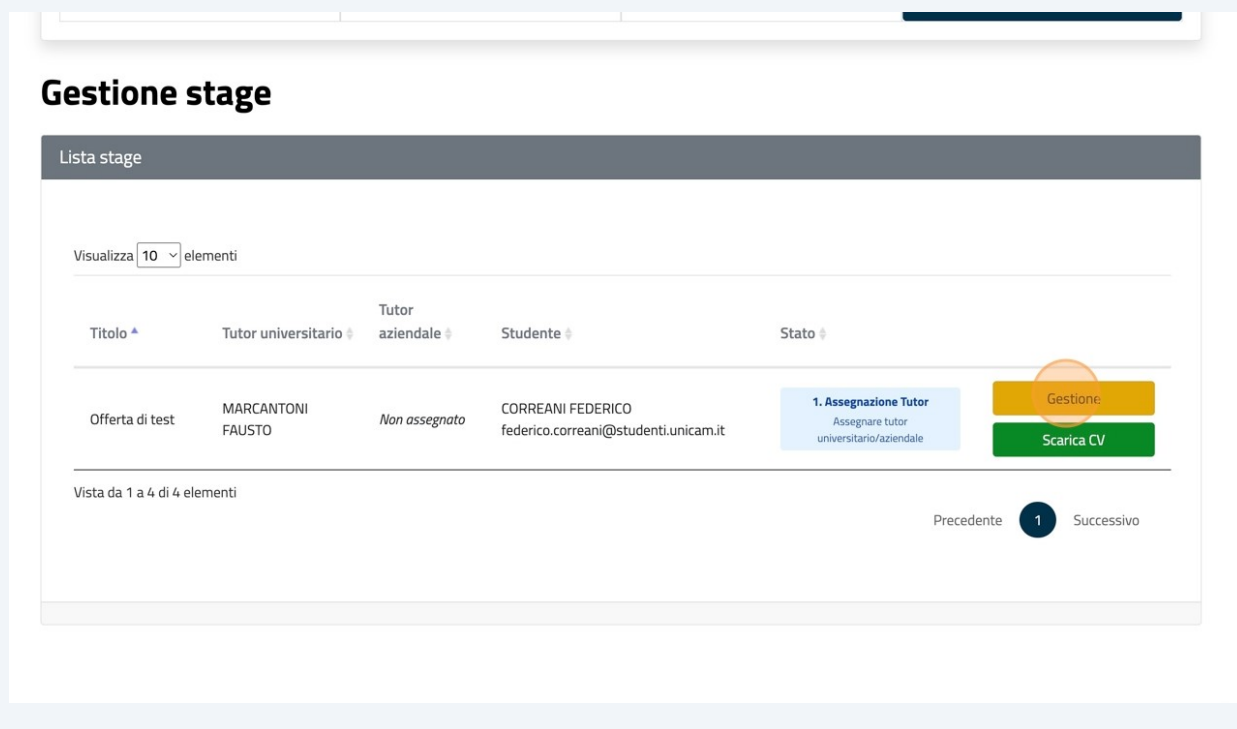 Gestione stage
Lista stage
Visualizza 10 elementi
Titolo Tutor universitario Tutor aziendale Studente Stato
Offerta di test
MARCANTONI
FAUSTO
Non assegnato
CORREANI FEDERICO
federico.correani@studenti.unicam.it
1. Assegnazione Tutor
Assegnare tutor
universitario/aziendale
Gestione
Scarica CV
Vista da 1 a 4 di 4 elementi
Precedente 1 Successivo